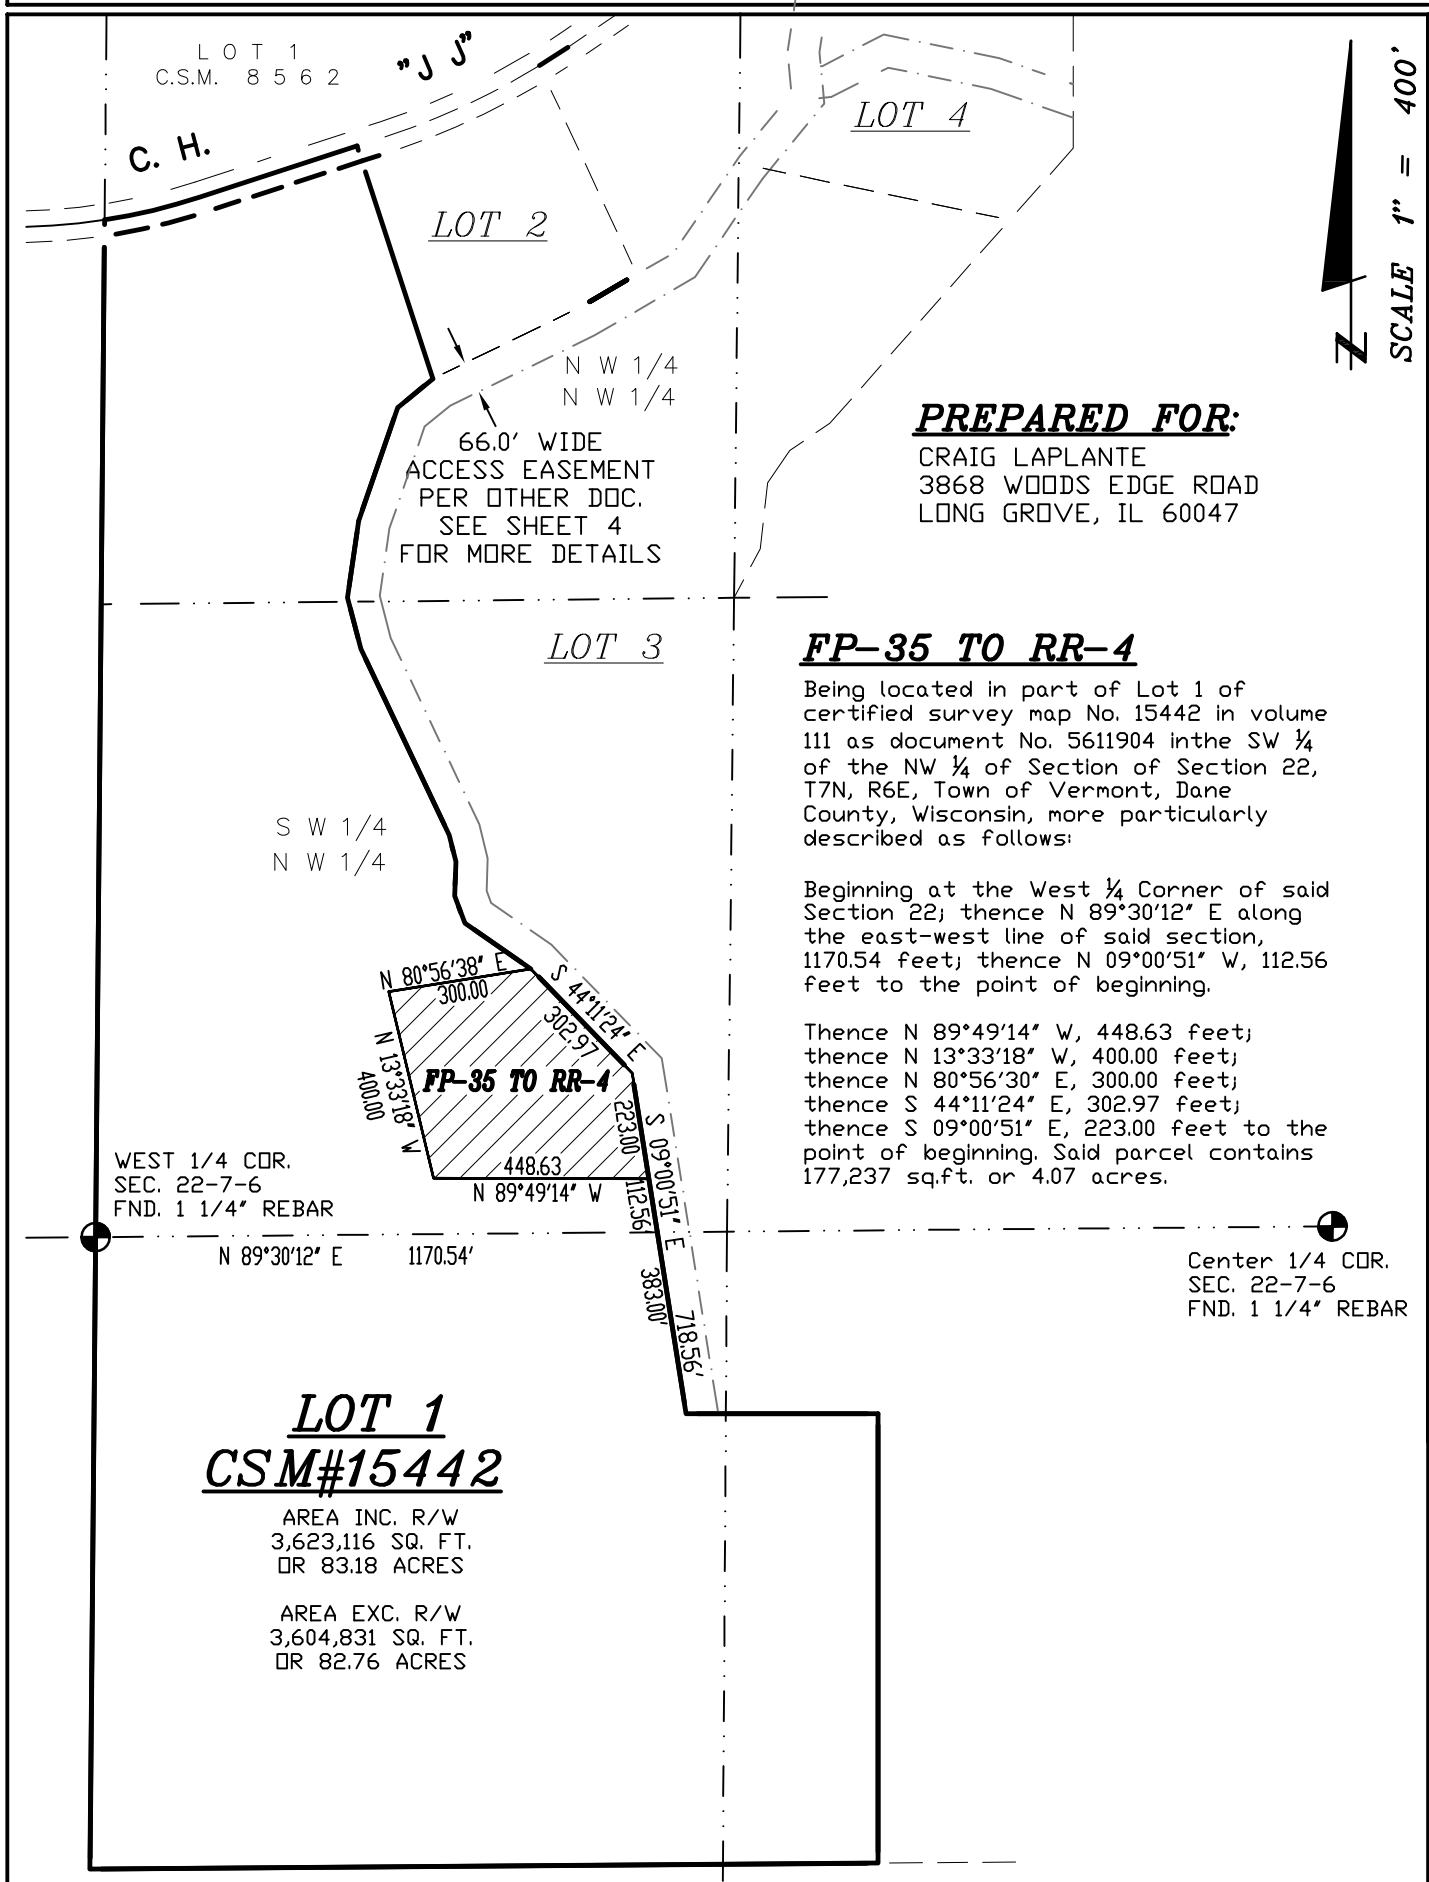 L O T 1
C.S.M. 8 5 6 2
"J J"
C. H.
LOT 4
LOT 2
SCALE 1" = 400'
N
N W 1/4
N W 1/4
66.0' WIDE
ACCESS EASEMENT
PER OTHER DOC.
SEE SHEET 4
FOR MORE DETAILS
PREPARED FOR:
CRAIG LAPLANTE
3868 WOODS EDGE ROAD
LONG GROVE, IL 60047
LOT 3
FP-35 TO RR-4
Being located in part of Lot 1 of
certified survey map No. 15442 in volume
111 as document No. 5611904 inthe SW ¼
of the NW ¼ of Section of Section 22,
T7N, R6E, Town of Vermont, Dane
County, Wisconsin, more particularly
described as follows:
Beginning at the West ¼ Corner of said
Section 22; thence N 89°30'12" E along
the east-west line of said section,
1170.54 feet; thence N 09°00'51" W, 112.56
feet to the point of beginning.
Thence N 89°49'14" W, 448.63 feet;
thence N 13°33'18" W, 400.00 feet;
thence N 80°56'30" E, 300.00 feet;
thence S 44°11'24" E, 302.97 feet;
thence S 09°00'51" E, 223.00 feet to the
point of beginning. Said parcel contains
177,237 sq.ft. or 4.07 acres.
S W 1/4
N W 1/4
N 80°56'38" E
300.00
S 44°11'24" E
302.97
N 13°33'18" W
400.00
FP-35 TO RR-4
223.00
S 09°00'51" E
448.63
N 89°49'14" W
112.56
383.00'
718.56'
WEST 1/4 COR.
SEC. 22-7-6
FND. 1 1/4" REBAR
N 89°30'12" E 1170.54'
Center 1/4 COR.
SEC. 22-7-6
FND. 1 1/4" REBAR
LOT 1
CSM#15442
AREA INC. R/W
3,623,116 SQ. FT.
OR 83.18 ACRES
AREA EXC. R/W
3,604,831 SQ. FT.
OR 82.76 ACRES